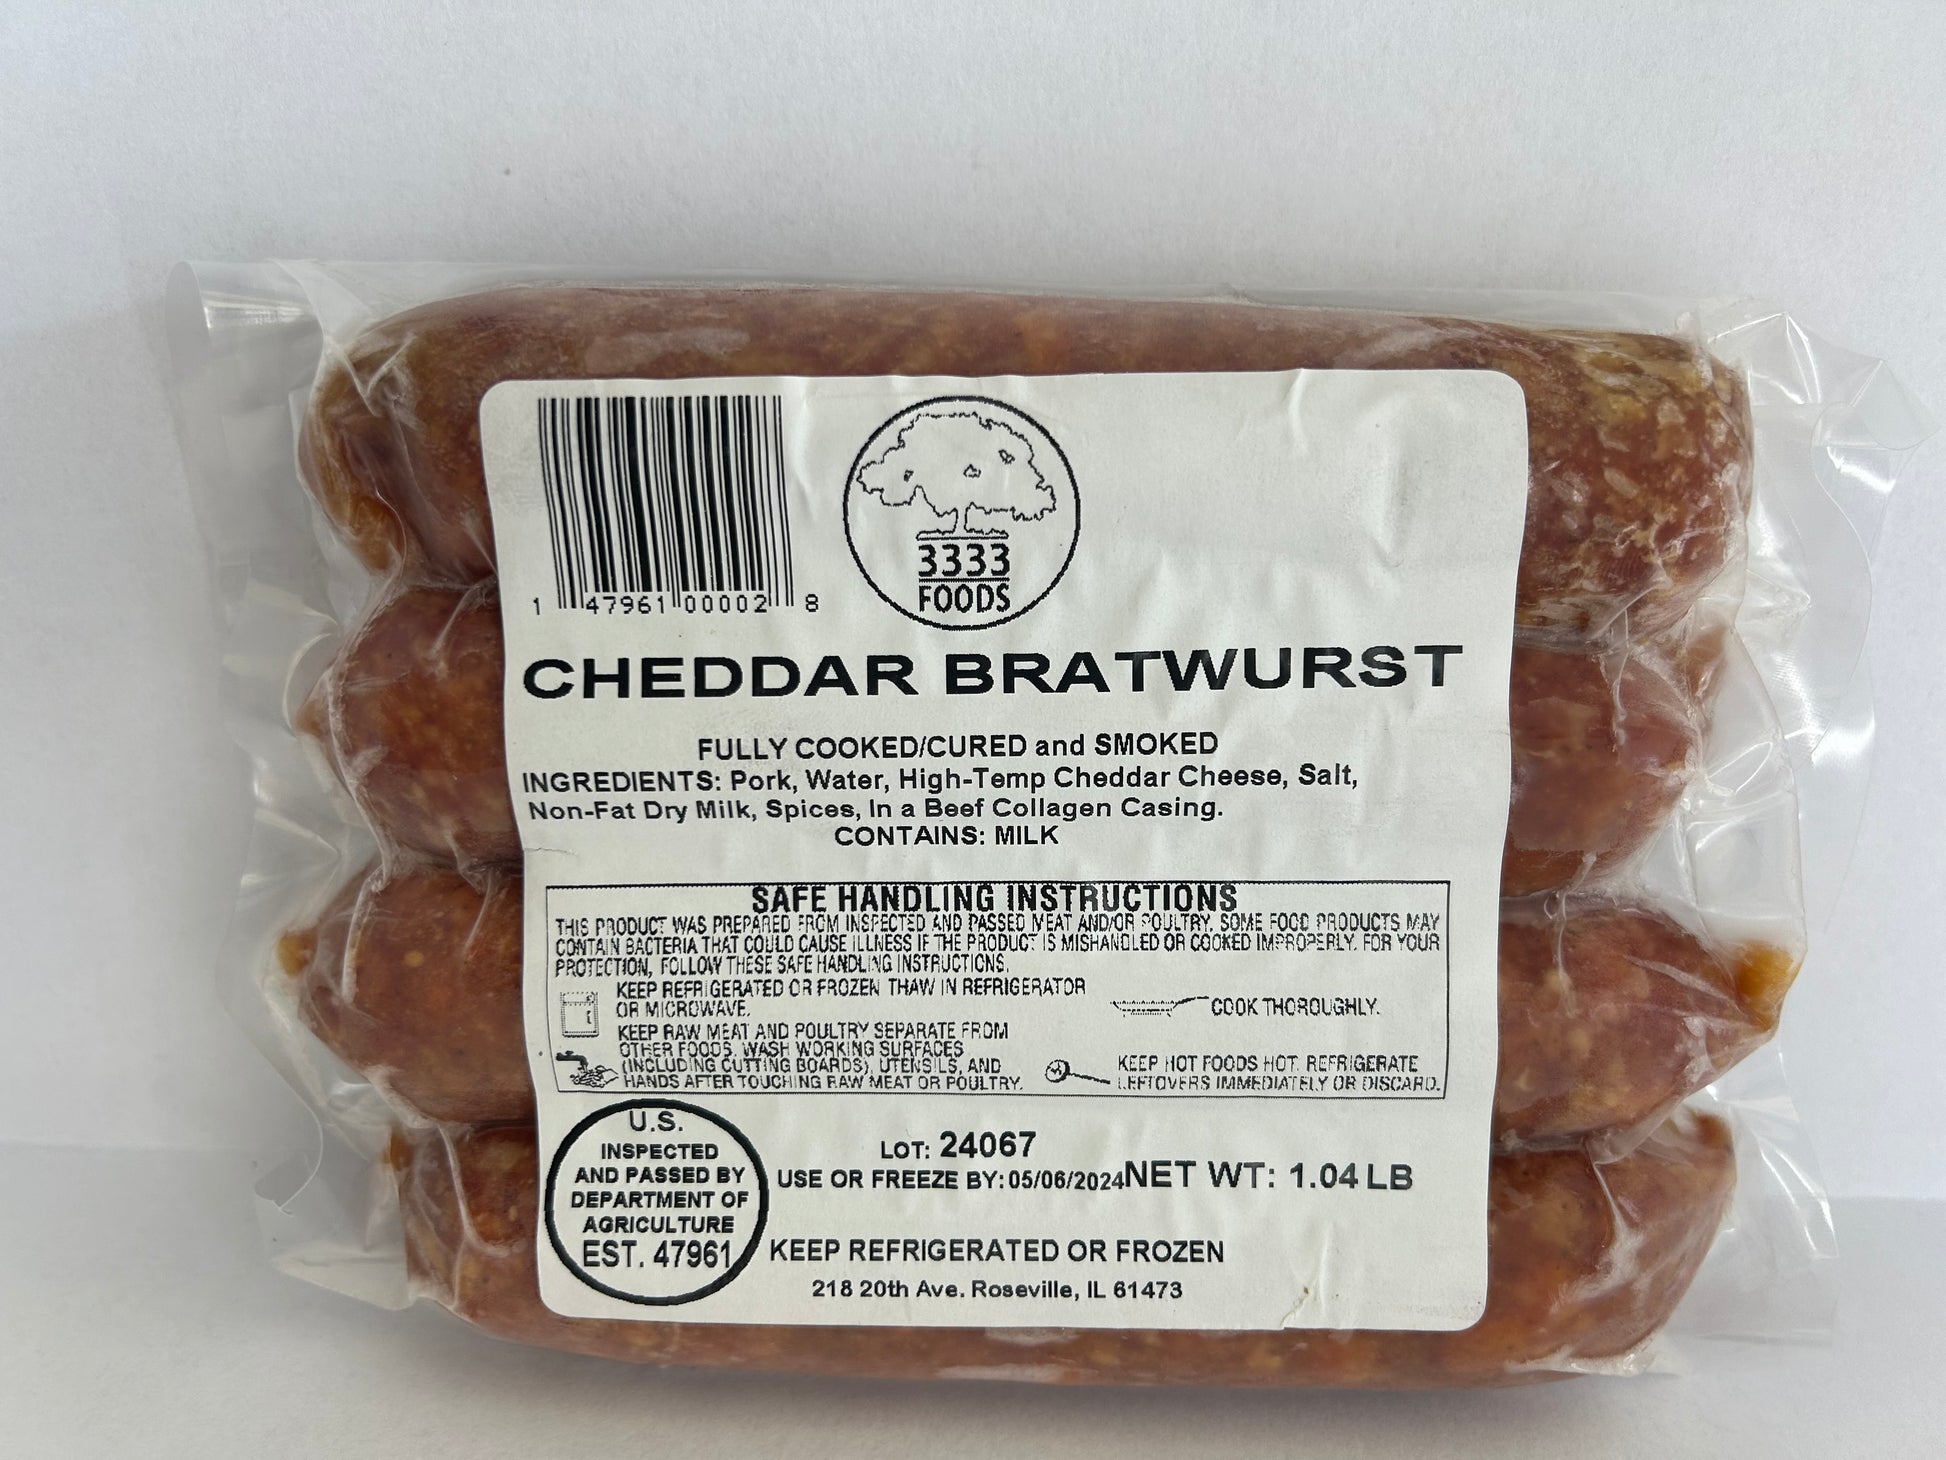 3333
FOODS
1 47961 00002 8
CHEDDAR BRATWURST
FULLY COOKED/CURED and SMOKED
INGREDIENTS: Pork, Water, High-Temp Cheddar Cheese, Salt,
Non-Fat Dry Milk, Spices, In a Beef Collagen Casing.
CONTAINS: MILK
SAFE HANDLING INSTRUCTIONS
THIS PRODUCT WAS PREPARED FROM INSPECTED AND PASSED MEAT AND/OR POULTRY. SOME FOOD PRODUCTS MAY
CONTAIN BACTERIA THAT COULD CAUSE ILLNESS IF THE PRODUCT IS MISHANDLED OR COOKED IMPROPERLY. FOR YOUR
PROTECTION, FOLLOW THESE SAFE HANDLING INSTRUCTIONS.
KEEP REFRIGERATED OR FROZEN THAW IN REFRIGERATOR
OR MICROWAVE.
KEEP RAW MEAT AND POULTRY SEPARATE FROM
OTHER FOODS. WASH WORKING SURFACES
(INCLUDING CUTTING BOARDS), UTENSILS, AND
HANDS AFTER TOUCHING RAW MEAT OR POULTRY.
COOK THOROUGHLY.
KEEP HOT FOODS HOT. REFRIGERATE
LEFTOVERS IMMEDIATELY OR DISCARD.
U.S.
INSPECTED
AND PASSED BY
DEPARTMENT OF
AGRICULTURE
EST. 47961
LOT: 24067
USE OR FREEZE BY: 05/06/2024
NET WT: 1.04 LB
KEEP REFRIGERATED OR FROZEN
218 20th Ave. Roseville, IL 61473